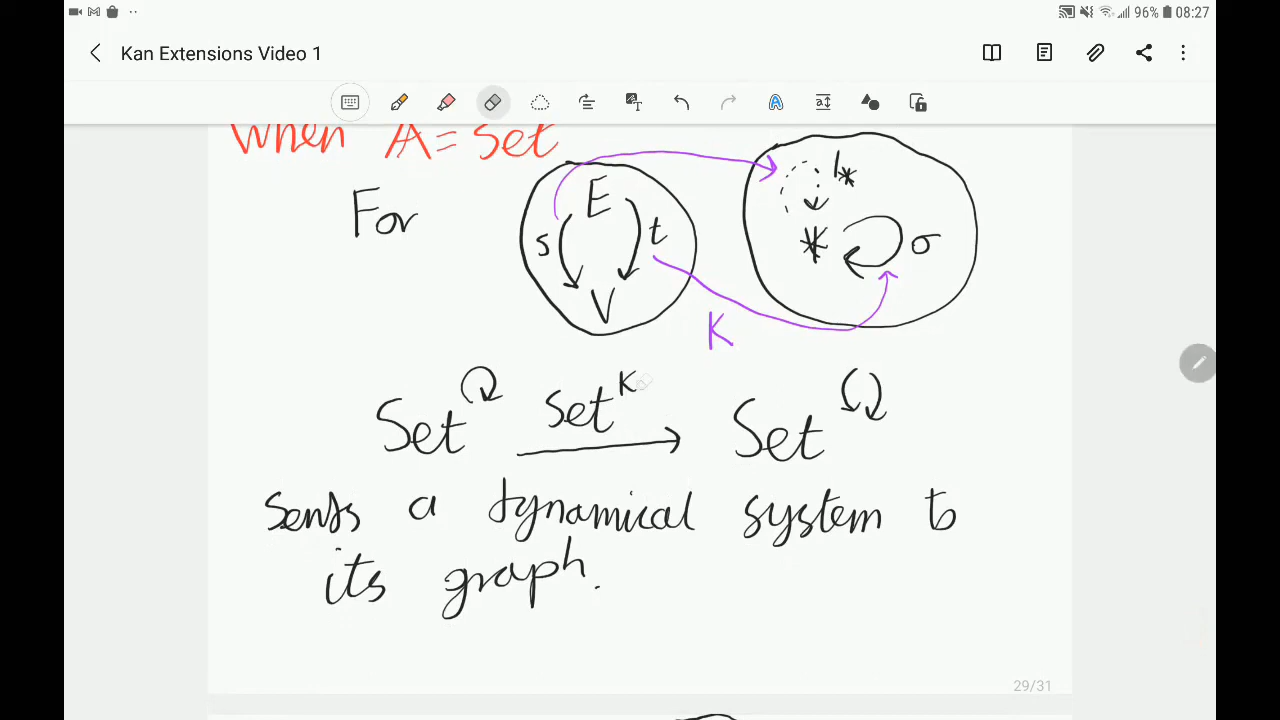 96% 08:27
Kan Extensions Video 1
When A = Set
For E s t V K 1* * σ
Set Set^K Set
Sends a dynamical system to
its graph.
29/31